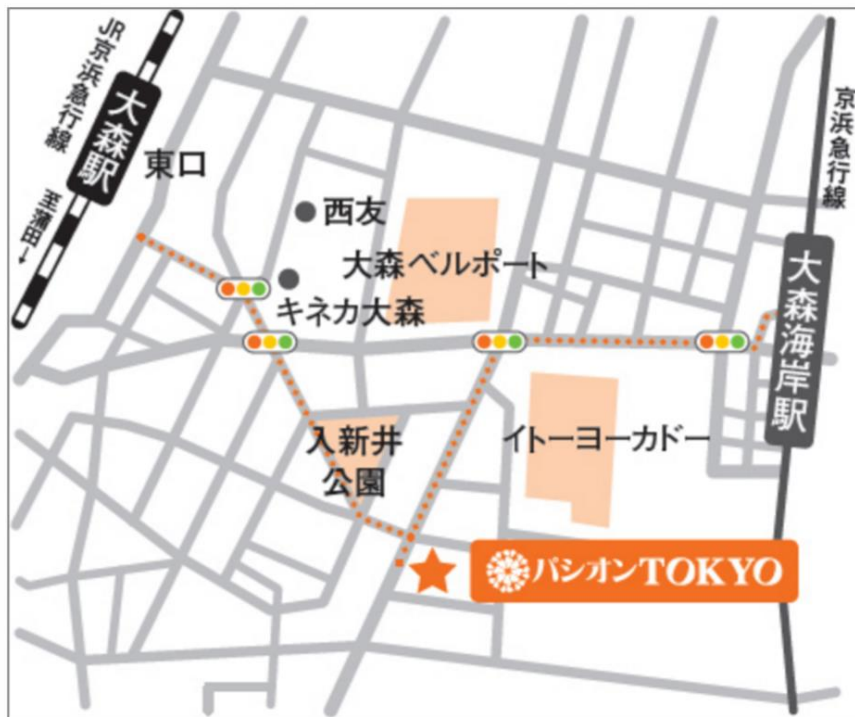 JR京浜急行線
大森駅
至蒲田↓
東口
西友
大森ベルポート
キネカ大森
京浜急行線
大森海岸駅
入新井
公園
イトーヨーカドー
パシオンTOKYO